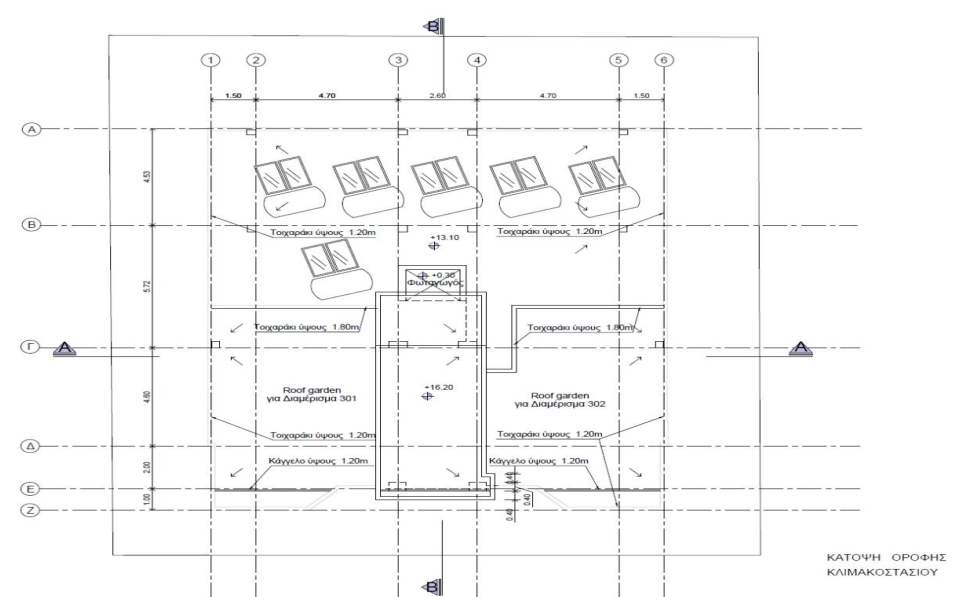 B
1 2 3 4 5 6
1.50 4.70 2.60 4.70 1.50
Α
4.53
Β
Τοιχαράκι ύψους 1.20m
+13.10
Τοιχαράκι ύψους 1.20m
+0.30
Φωταγωγός
5.72
Τοιχαράκι ύψους 1.80m
Τοιχαράκι ύψους 1.80m
Γ
A
A
+16.20
Roof garden
για Διαμέρισμα 301
Roof garden
για Διαμέρισμα 302
4.60
Τοιχαράκι ύψους 1.20m
Τοιχαράκι ύψους 1.20m
Δ
Κάγγελο ύψους 1.20m
Κάγγελο ύψους 1.20m
2.00
0.40
Ε
1.00
0.40
0.40
Ζ
ΚΑΤΟΨΗ ΟΡΟΦΗΣ
ΚΛΙΜΑΚΟΣΤΑΣΙΟΥ
B